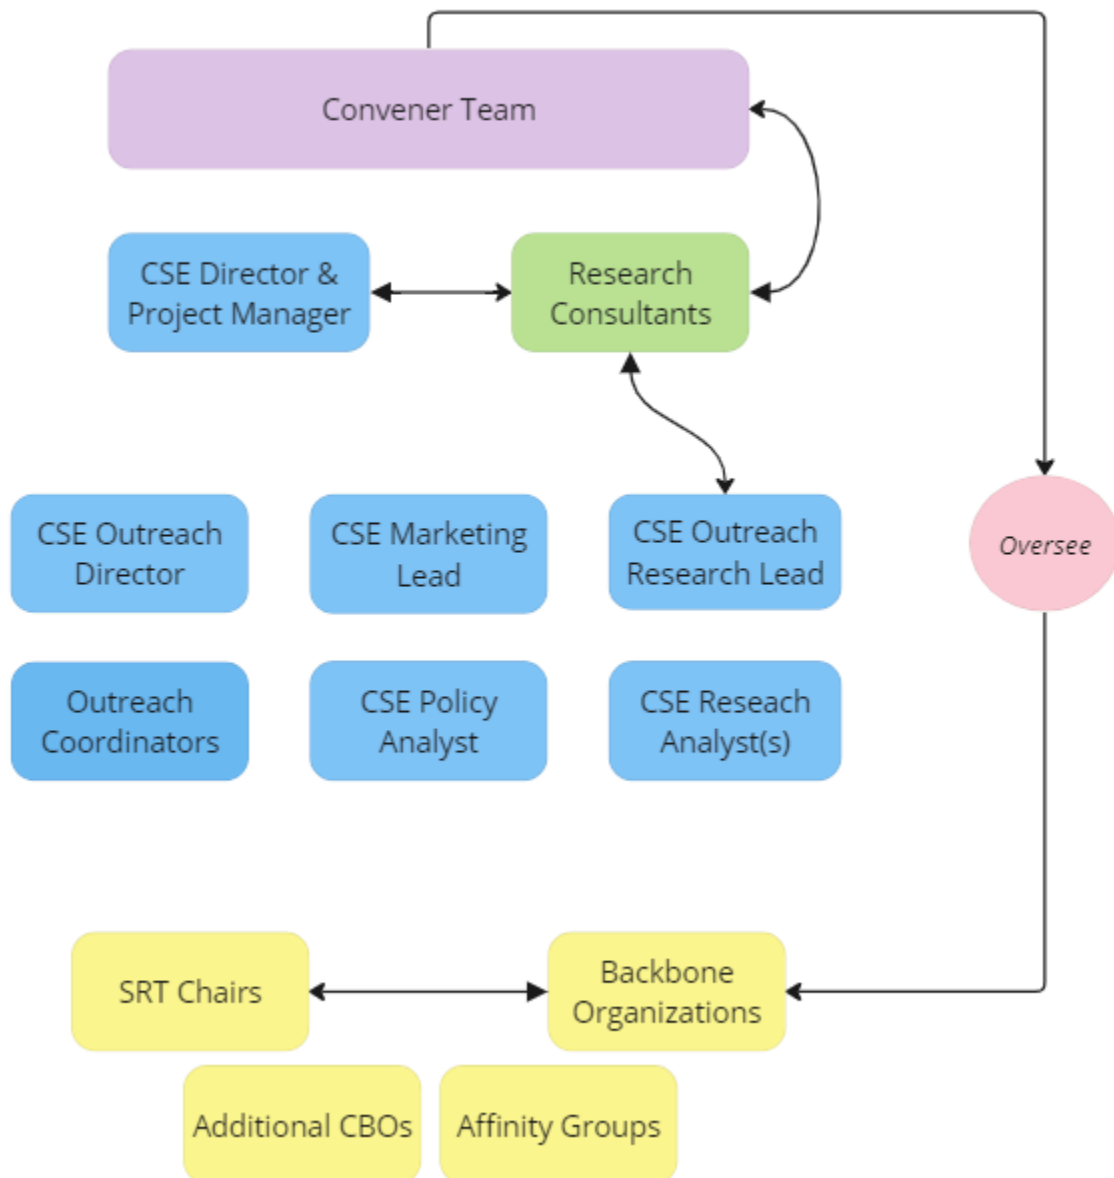 Convener Team
CSE Director &
Project Manager
Research
Consultants
CSE Outreach
Director
CSE Marketing
Lead
CSE Outreach
Research Lead
Oversee
Outreach
Coordinators
CSE Policy
Analyst
CSE Reseach
Analyst(s)
SRT Chairs
Backbone
Organizations
Additional CBOs
Affinity Groups